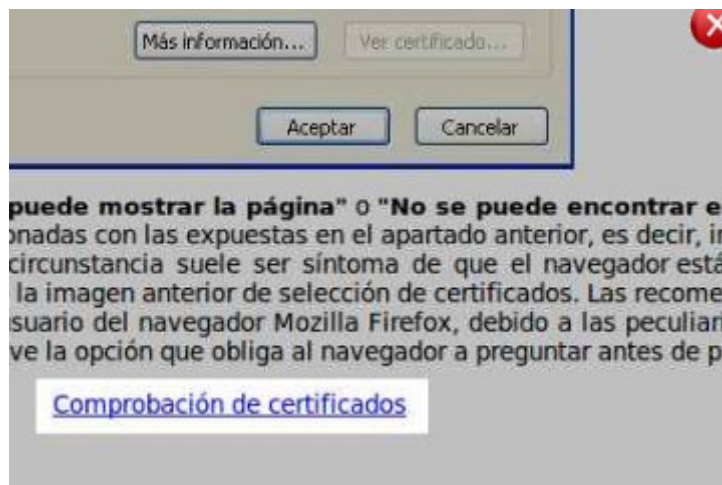 Más información... Ver certificado...
Aceptar Cancelar
puede mostrar la página" o "No se puede encontrar e
onadas con las expuestas en el apartado anterior, es decir, i
circunstancia suele ser síntoma de que el navegador est
la imagen anterior de selección de certificados. Las recome
suario del navegador Mozilla Firefox, debido a las peculiar
ve la opción que obliga al navegador a preguntar antes de p
Comprobación de certificados